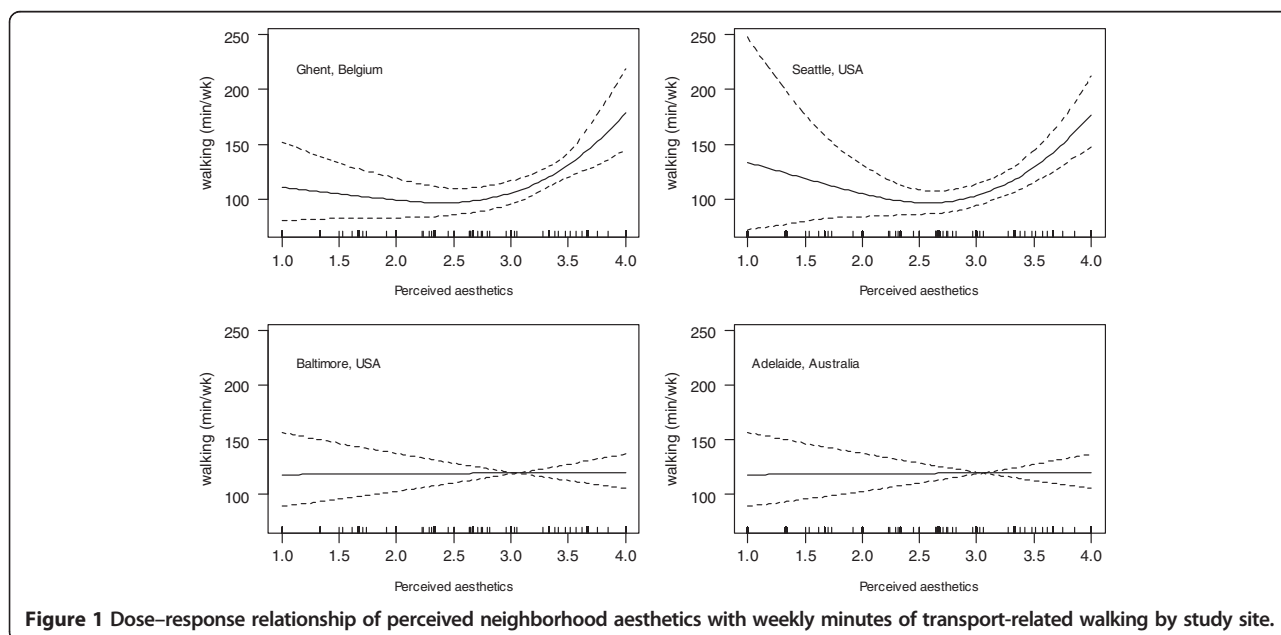 250
200
150
100
walking (min/wk)
Ghent, Belgium
1.0 1.5 2.0 2.5 3.0 3.5 4.0
Perceived aesthetics
250
200
150
100
walking (min/wk)
Seattle, USA
1.0 1.5 2.0 2.5 3.0 3.5 4.0
Perceived aesthetics
250
200
150
100
walking (min/wk)
Baltimore, USA
1.0 1.5 2.0 2.5 3.0 3.5 4.0
Perceived aesthetics
250
200
150
100
walking (min/wk)
Adelaide, Australia
1.0 1.5 2.0 2.5 3.0 3.5 4.0
Perceived aesthetics
Figure 1 Dose–response relationship of perceived neighborhood aesthetics with weekly minutes of transport-related walking by study site.